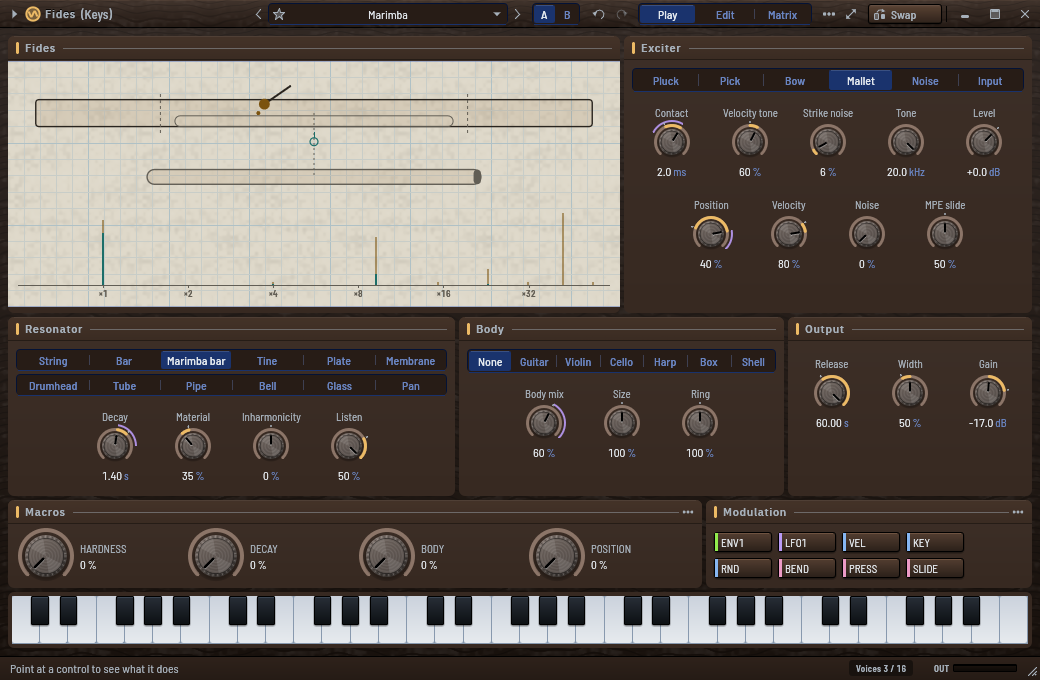 Fides (Keys)
Marimba
A B
Play Edit Matrix
Swap
Fides
×1 ×2 ×4 ×8 ×16 ×32
Exciter
Pluck Pick Bow Mallet Noise Input
Contact Velocity tone Strike noise Tone Level
2.0 ms 60 % 6 % 20.0 kHz +0.0 dB
Position Velocity Noise MPE slide
40 % 80 % 0 % 50 %
Resonator
String Bar Marimba bar Tine Plate Membrane
Drumhead Tube Pipe Bell Glass Pan
Decay Material Inharmonicity Listen
1.40 s 35 % 0 % 50 %
Body
None Guitar Violin Cello Harp Box Shell
Body mix Size Ring
60 % 100 % 100 %
Output
Release Width Gain
60.00 s 50 % -17.0 dB
Macros
HARDNESS
0 %
DECAY
0 %
BODY
0 %
POSITION
0 %
Modulation
ENV1 LFO1 VEL KEY
RND BEND PRESS SLIDE
Point at a control to see what it does
Voices 3 / 16
OUT